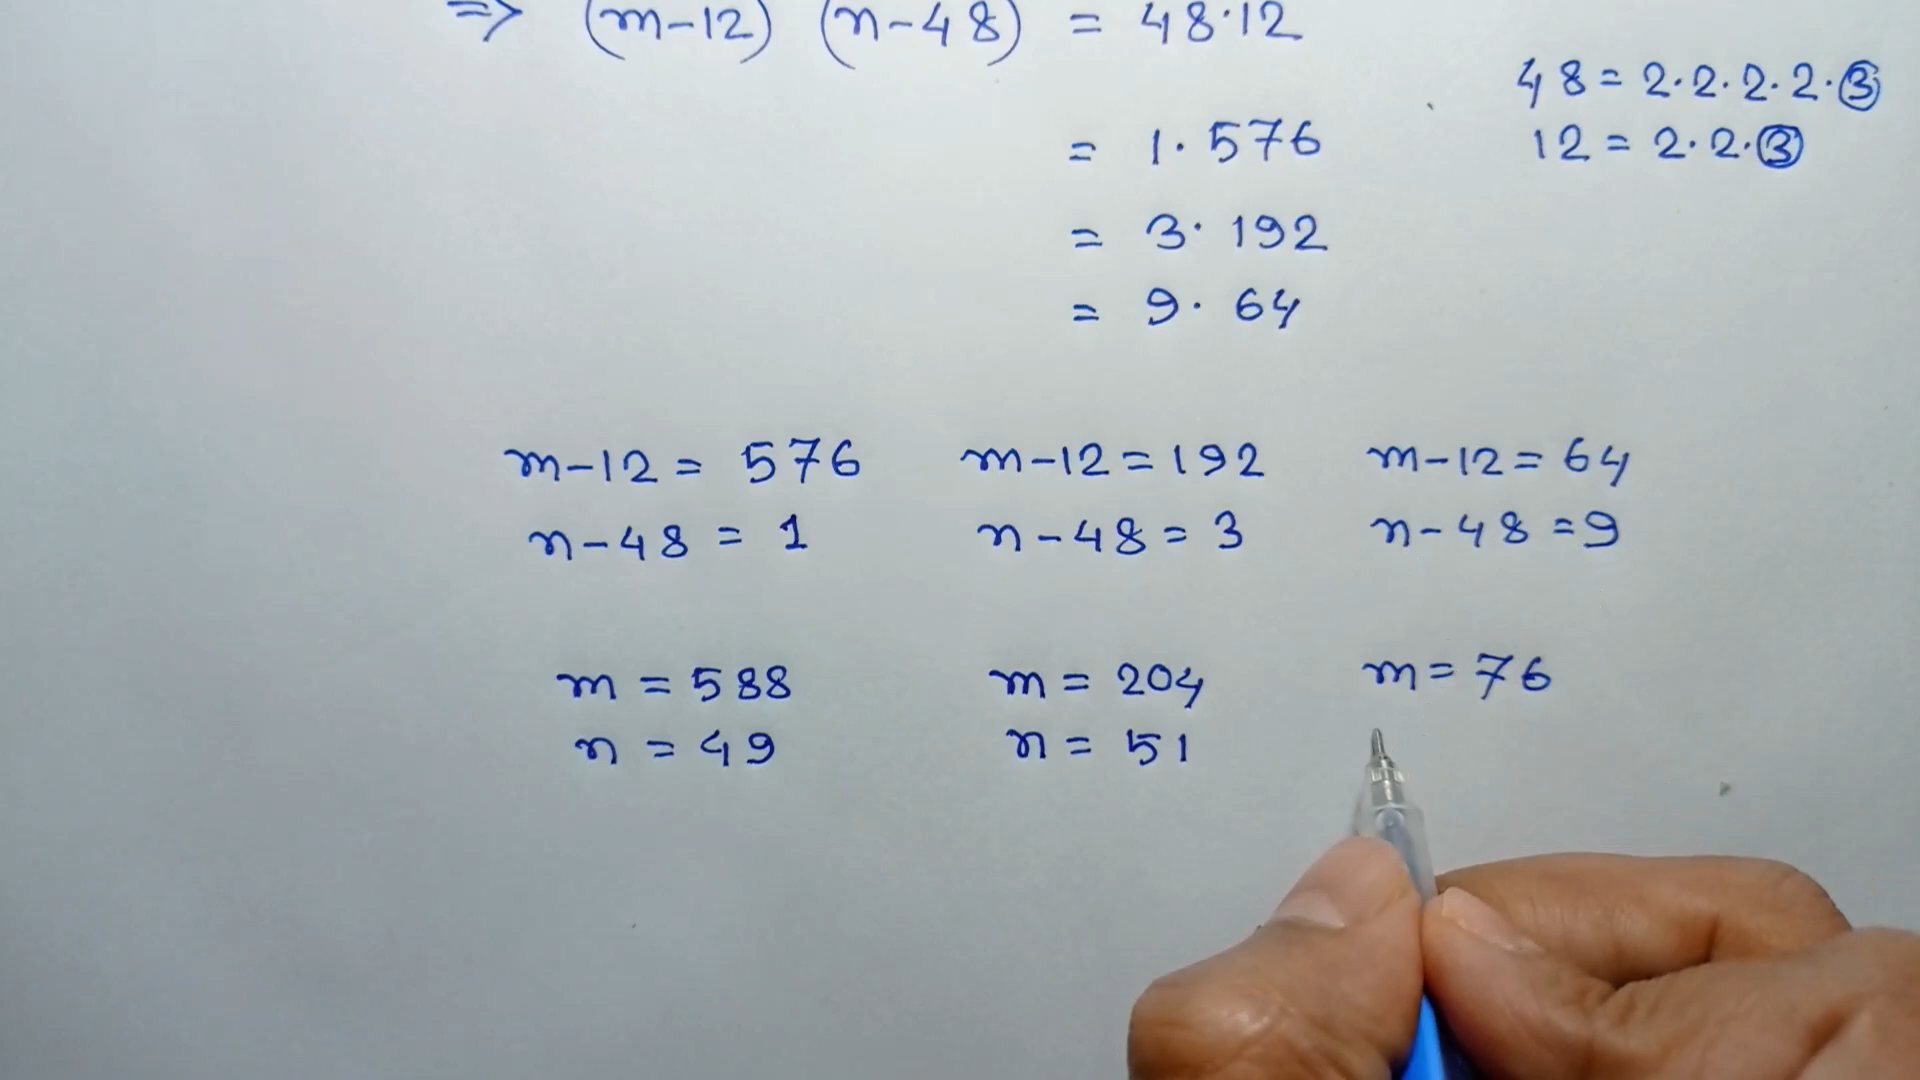 => (m-12) (n-48) = 48·12
48 = 2·2·2·2·③
12 = 2·2·③
= 1·576
= 3·192
= 9·64
m-12 = 576 m-12 = 192 m-12 = 64
n-48 = 1 n-48 = 3 n-48 = 9
m = 588 m = 204 m = 76
n = 49 n = 51